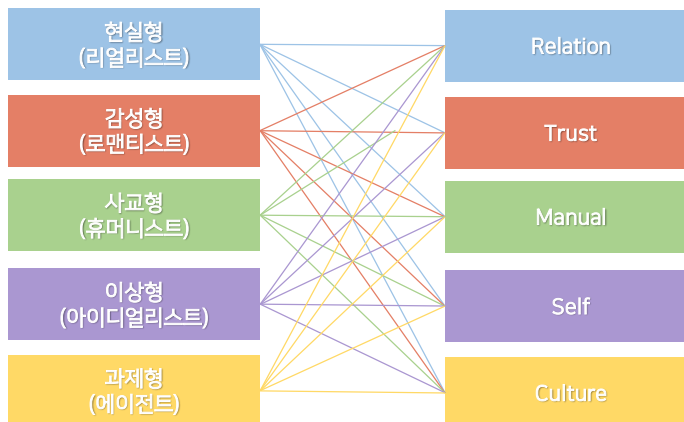 현실형
(리얼리스트)
Relation
감성형
(로맨티스트)
Trust
사교형
(휴머니스트)
Manual
이상형
(아이디얼리스트)
Self
과제형
(에이전트)
Culture